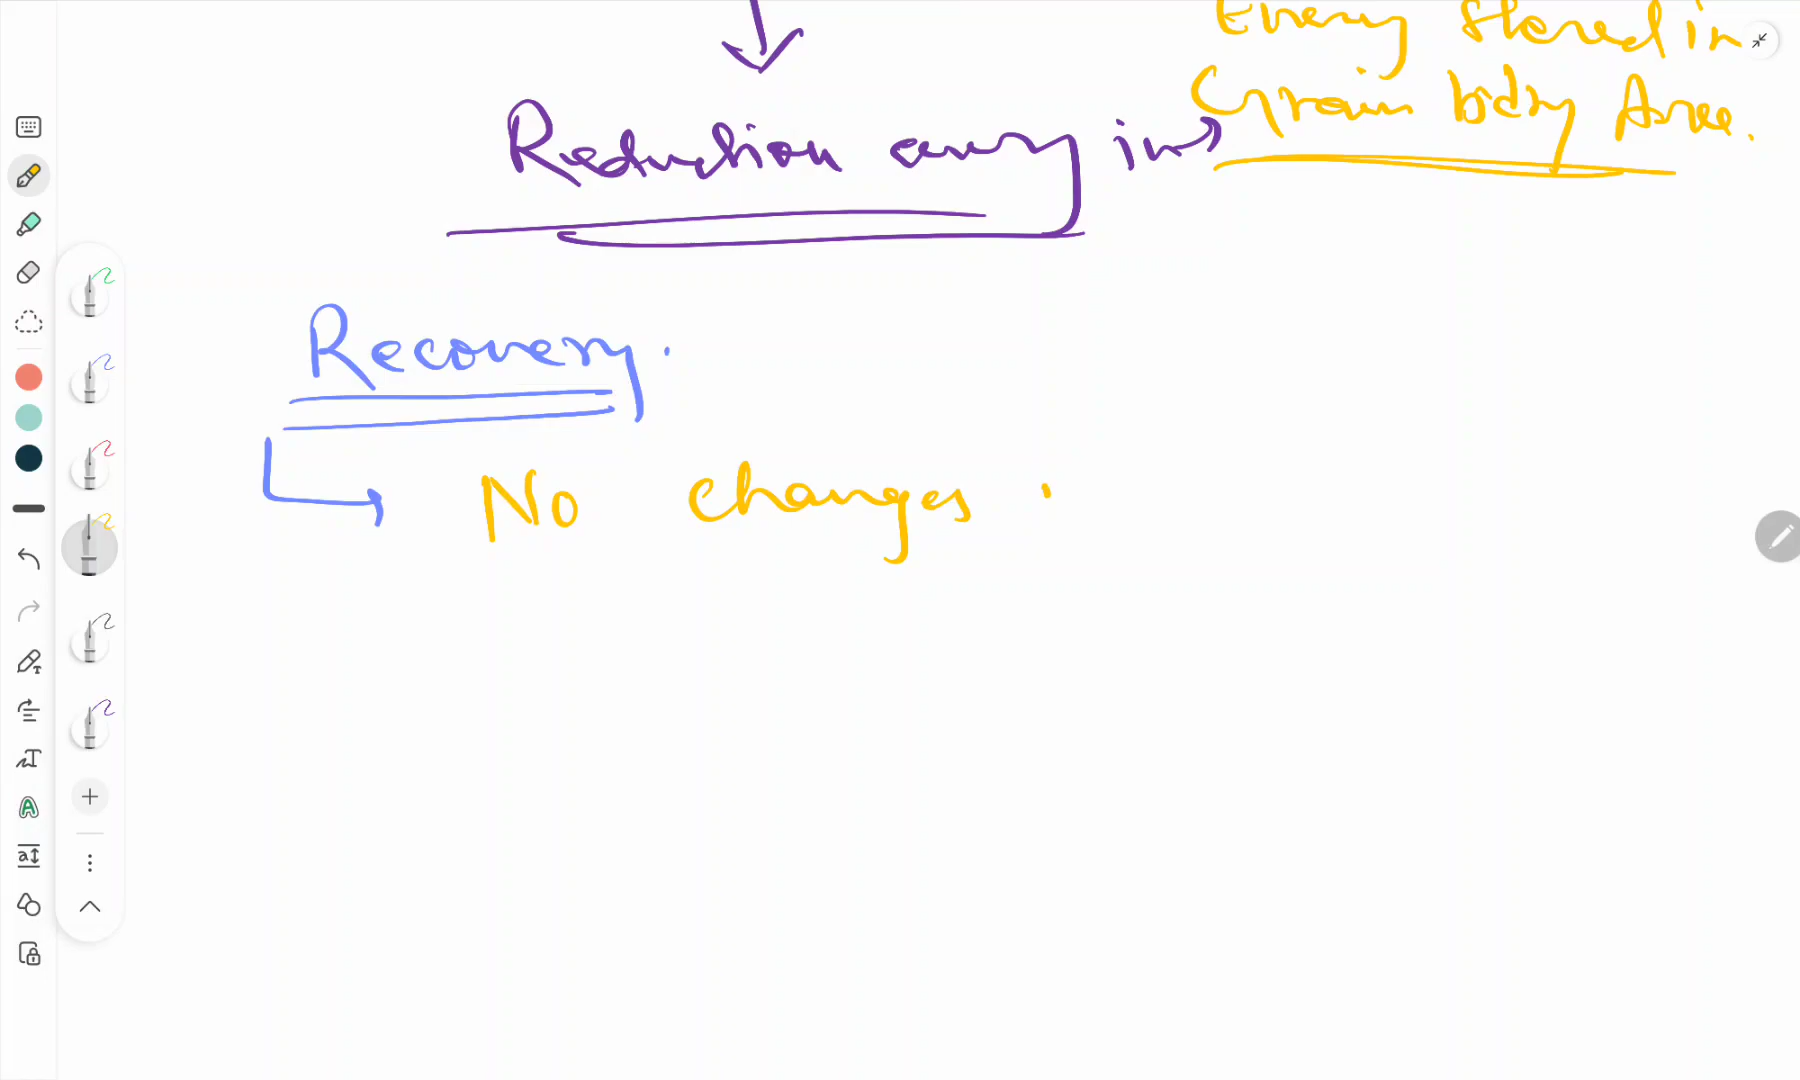 Energy stored in
Grain bdry Area.
Reduction energy in
Recovery.
No changes.